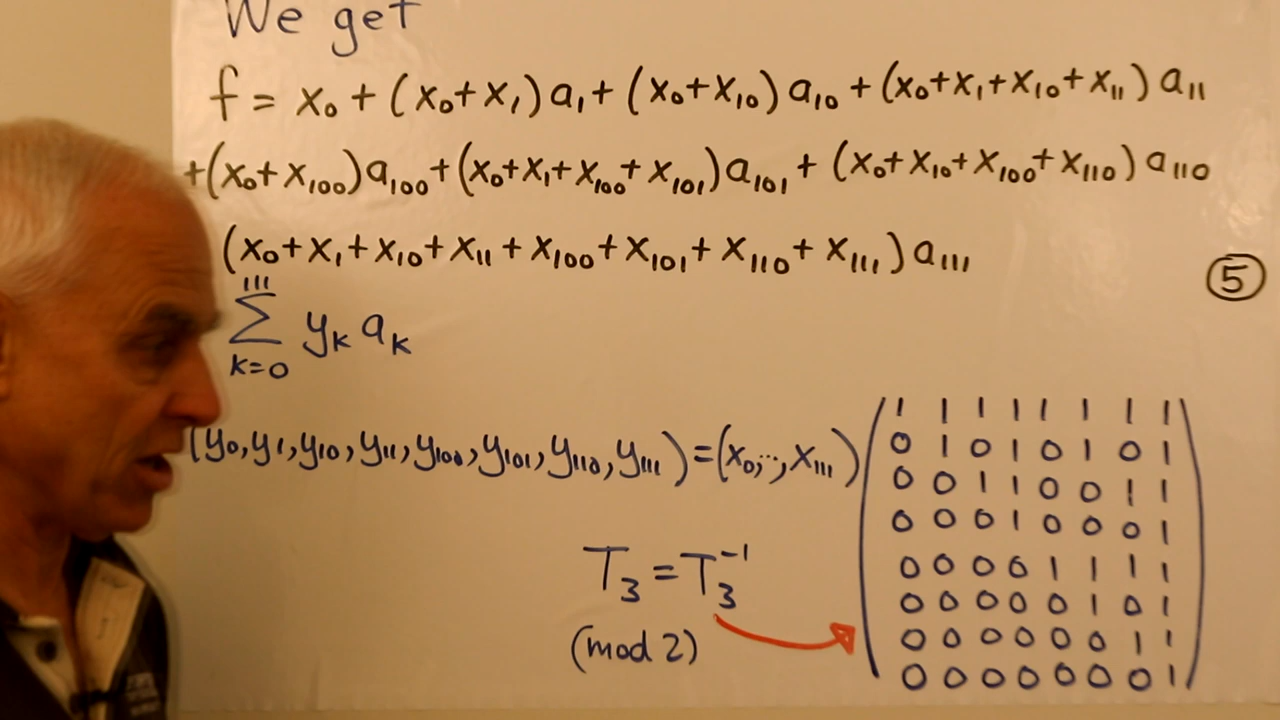 We get
f = x₀ + (x₀+x₁)a₁ + (x₀+x₁₀)a₁₀ + (x₀+x₁+x₁₀+x₁₁)a₁₁
+(x₀+x₁₀₀)a₁₀₀+(x₀+x₁+x₁₀₀+x₁₀₁)a₁₀₁ + (x₀+x₁₀+x₁₀₀+x₁₁₀)a₁₁₀
(x₀+x₁+x₁₀+x₁₁+x₁₀₀+x₁₀₁+x₁₁₀+x₁₁₁)a₁₁₁
5
111
∑ yₖ aₖ
k=0
(y₀,y₁,y₁₀,y₁₁,y₁₀₀,y₁₀₁,y₁₁₀,y₁₁₁)=(x₀,..,x₁₁₁)
1 1 1 1 1 1 1 1
0 1 0 1 0 1 0 1
0 0 1 1 0 0 1 1
0 0 0 1 0 0 0 1
0 0 0 0 1 1 1 1
0 0 0 0 0 1 0 1
0 0 0 0 0 0 1 1
0 0 0 0 0 0 0 1
T₃ = T₃⁻¹
(mod 2)